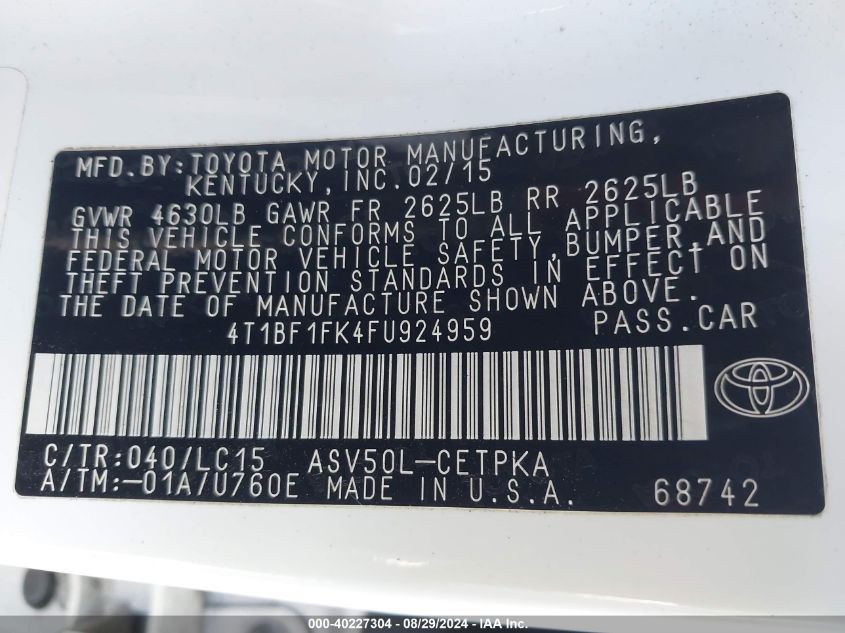 MFD.BY:TOYOTA MOTOR MANUFACTURING,
KENTUCKY, INC.02/15
GVWR 4630LB GAWR FR 2625LB RR 2625LB
THIS VEHICLE CONFORMS TO ALL APPLICABLE
FEDERAL MOTOR VEHICLE SAFETY,BUMPER,AND
THEFT PREVENTION STANDARDS IN EFFECT ON
THE DATE OF MANUFACTURE SHOWN ABOVE.
4T1BF1FK4FU924959 PASS.CAR
C/TR:040/LC15 ASV50L-CETPKA
A/TM:-01A/U760E MADE IN U.S.A. 68742
000-40227304 - 08/29/2024 - IAA Inc.